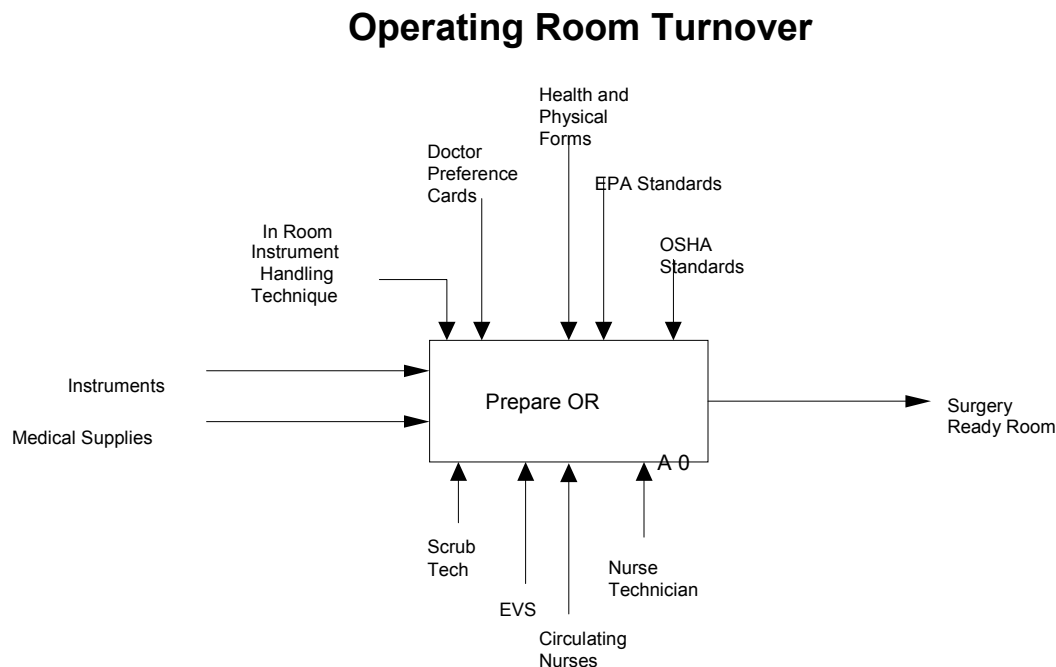 Operating Room Turnover
Health and
Physical
Forms
Doctor
Preference
Cards
EPA Standards
In Room
Instrument
Handling
Technique
OSHA
Standards
Instruments
Medical Supplies
Prepare OR
A 0
Surgery
Ready Room
Scrub
Tech
EVS
Circulating
Nurses
Nurse
Technician